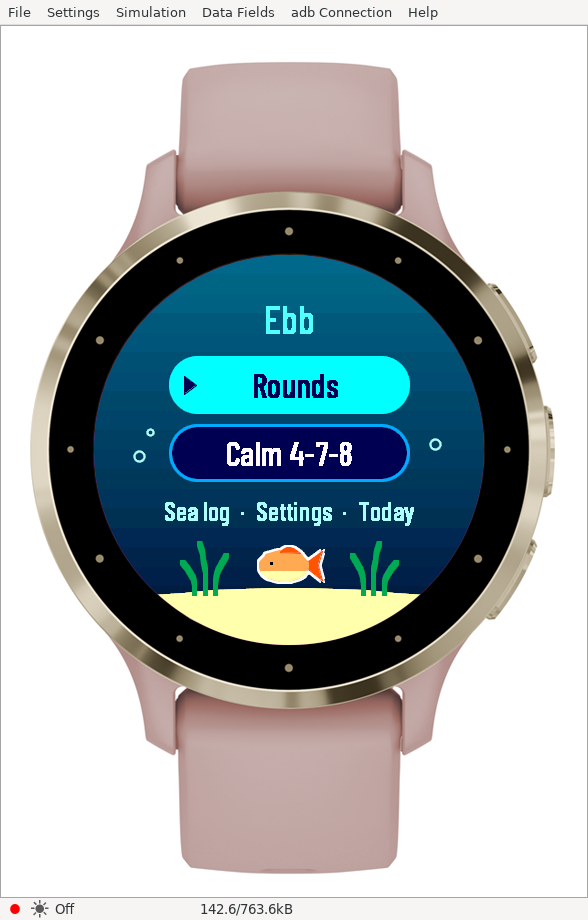 File Settings Simulation Data Fields adb Connection Help
Ebb
Rounds
Calm 4-7-8
Sea log · Settings · Today
Off 142.6/763.6kB